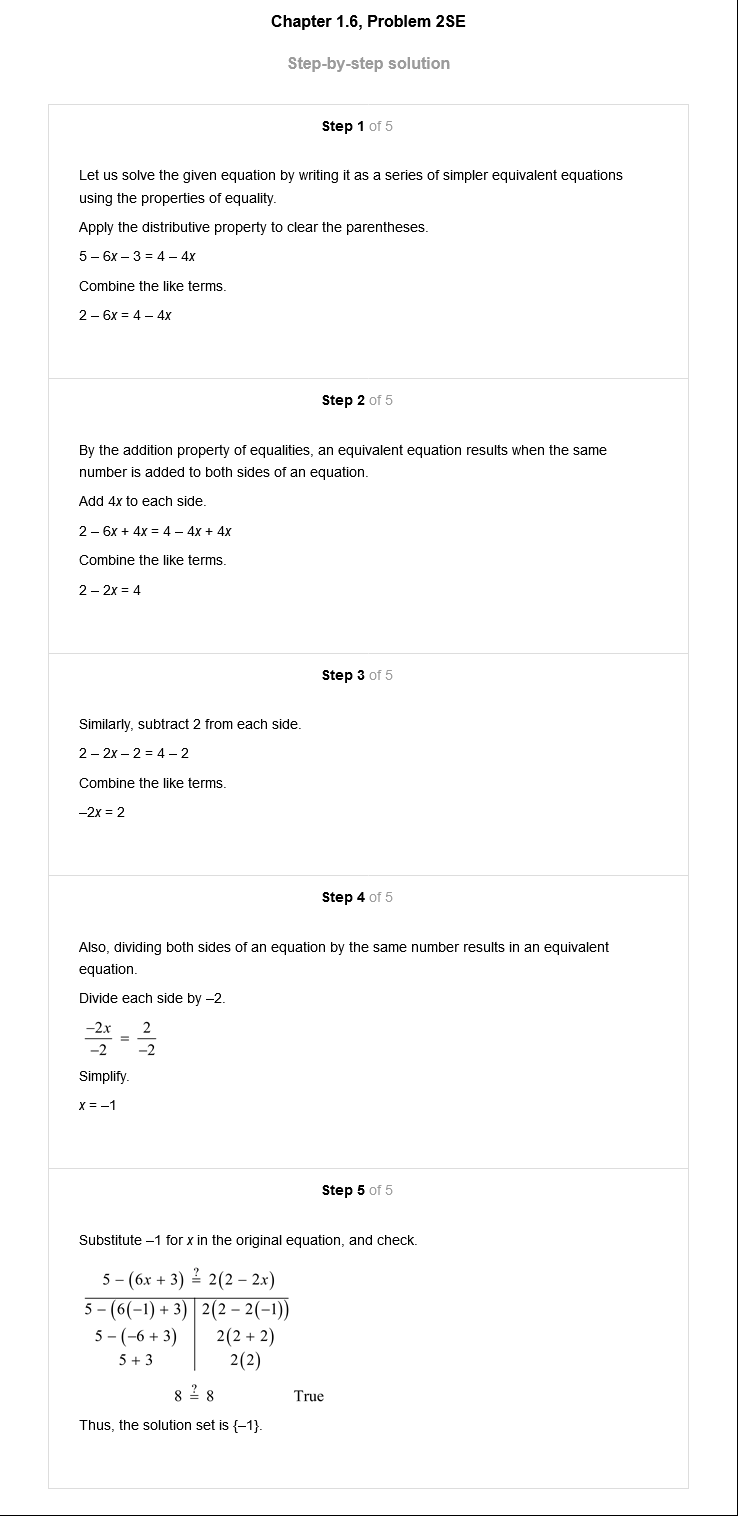 Chapter 1.6, Problem 2SE
Step-by-step solution
Step 1 of 5
Let us solve the given equation by writing it as a series of simpler equivalent equations
using the properties of equality.
Apply the distributive property to clear the parentheses.
5 – 6x – 3 = 4 – 4x
Combine the like terms.
2 – 6x = 4 – 4x
Step 2 of 5
By the addition property of equalities, an equivalent equation results when the same
number is added to both sides of an equation.
Add 4x to each side.
2 – 6x + 4x = 4 – 4x + 4x
Combine the like terms.
2 – 2x = 4
Step 3 of 5
Similarly, subtract 2 from each side.
2 – 2x – 2 = 4 – 2
Combine the like terms.
–2x = 2
Step 4 of 5
Also, dividing both sides of an equation by the same number results in an equivalent
equation.
Divide each side by –2.
–2x/–2 = 2/–2
Simplify.
x = –1
Step 5 of 5
Substitute –1 for x in the original equation, and check.
5 – (6x + 3) ≟ 2(2 – 2x)
5 – (6(–1) + 3) | 2(2 – 2(–1))
5 – (–6 + 3) | 2(2 + 2)
5 + 3 | 2(2)
8 ≟ 8 True
Thus, the solution set is {–1}.